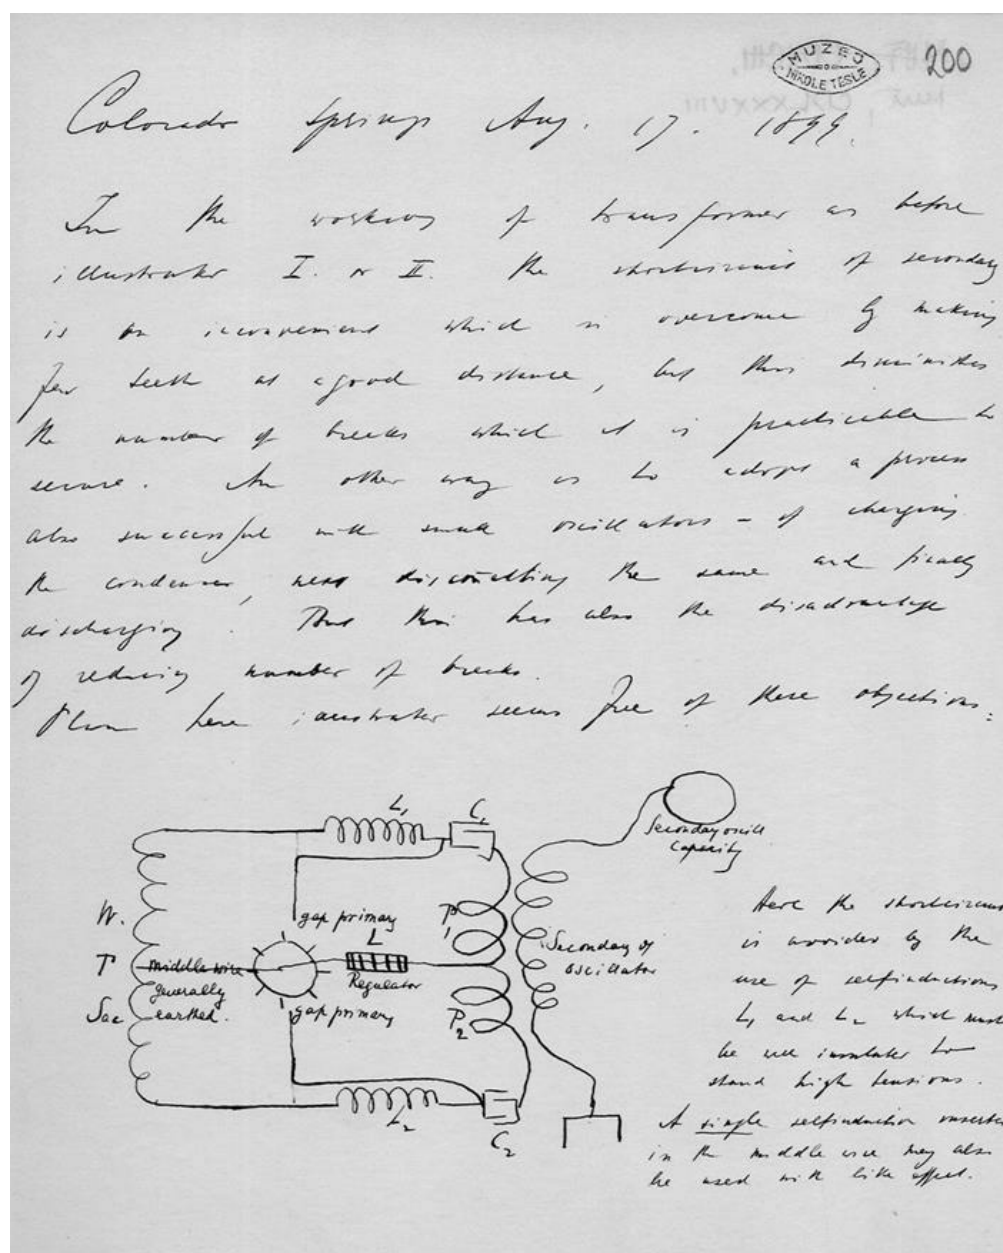 MUZEJ
NIKOLE TESLE
200
Colorado Springs Aug. 17. 1899.
In the working of transformer as before
illustrated I. or II. the shortcircuit of secondary
is an inconvenience which is overcome by making
few teeth at a good distance, but this diminishes
the number of breaks which it is practicable to
secure. An other way is to adopt a process
also successful with small oscillators – of charging
the condenser, next disconnecting the same and finally
discharging. But this has also the disadvantage
of reducing number of breaks.
Plan here illustrated seems free of these objections:
L1
C1
Secondary oscill
Capacity
W.
T
Sec
gap primary
L
Regulator
middle wire
generally
earthed.
gap primary
P1
P2
Secondary of
oscillator
L2
C2
Here the shortcircuit
is avoided by the
use of selfinductions
L1 and L2 which must
be well insulated to
stand high tensions.
A single selfinduction inserted
in the middle wire may also
be used with like effect.